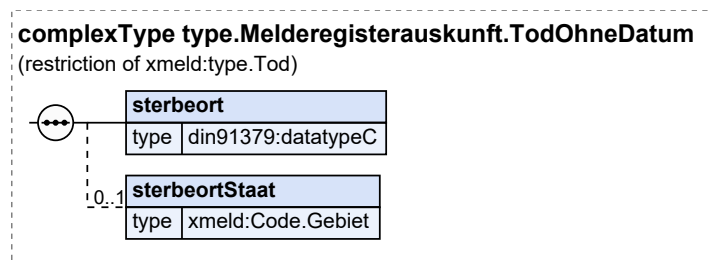 complexType type.Melderegisterauskunft.TodOhneDatum
(restriction of xmeld:type.Tod)
sterbeort
type din91379:datatypeC
0..1 sterbeortStaat
type xmeld:Code.Gebiet